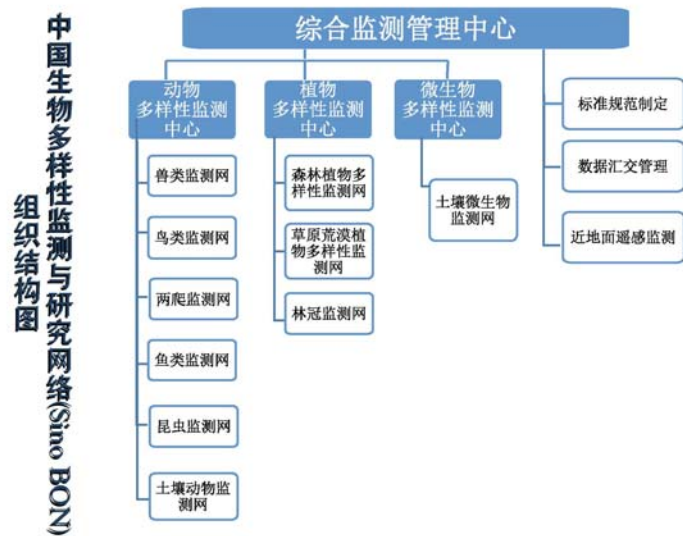 中国生物多样性监测与研究网络(Sino BON)
组织结构图
综合监测管理中心
动物
多样性监测
中心
植物
多样性监测
中心
微生物
多样性监测
中心
标准规范制定
数据汇交管理
近地面遥感监测
兽类监测网
鸟类监测网
两爬监测网
鱼类监测网
昆虫监测网
土壤动物监
测网
森林植物多
样性监测网
草原荒漠植
物多样性监
测网
林冠监测网
土壤微生物
监测网